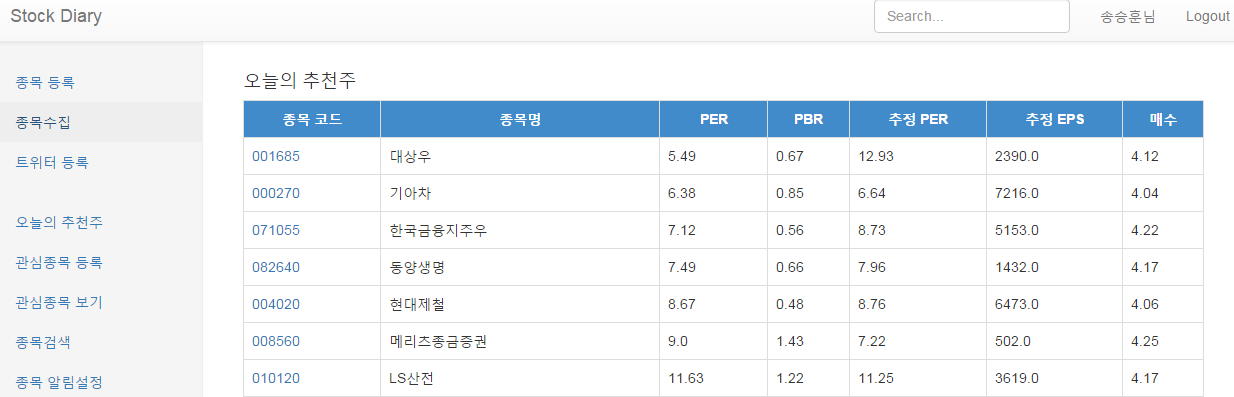 Stock Diary Search... 송승훈님 Logout
종목 등록
종목수집
트위터 등록
오늘의 추천주
관심종목 등록
관심종목 보기
종목검색
종목 알림설정
오늘의 추천주
종목 코드 종목명 PER PBR 추정 PER 추정 EPS 매수
001685 대상우 5.49 0.67 12.93 2390.0 4.12
000270 기아차 6.38 0.85 6.64 7216.0 4.04
071055 한국금융지주우 7.12 0.56 8.73 5153.0 4.22
082640 동양생명 7.49 0.66 7.96 1432.0 4.17
004020 현대제철 8.67 0.48 8.76 6473.0 4.06
008560 메리츠종금증권 9.0 1.43 7.22 502.0 4.25
010120 LS산전 11.63 1.22 11.25 3619.0 4.17